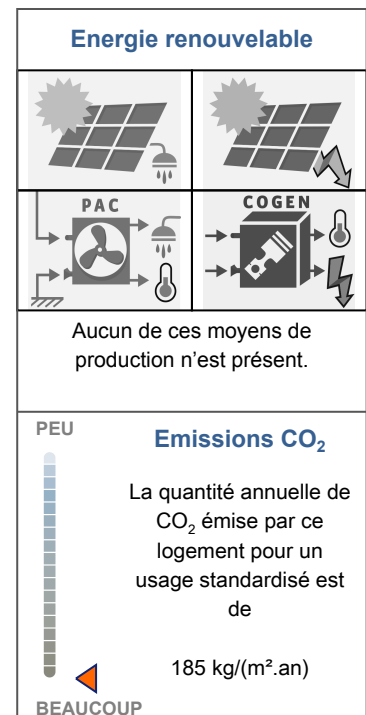 Energie renouvelable
PAC
COGEN
Aucun de ces moyens de
production n'est présent.
PEU
Emissions CO₂
La quantité annuelle de
CO₂ émise par ce
logement pour un
usage standardisé est
de
185 kg/(m².an)
BEAUCOUP